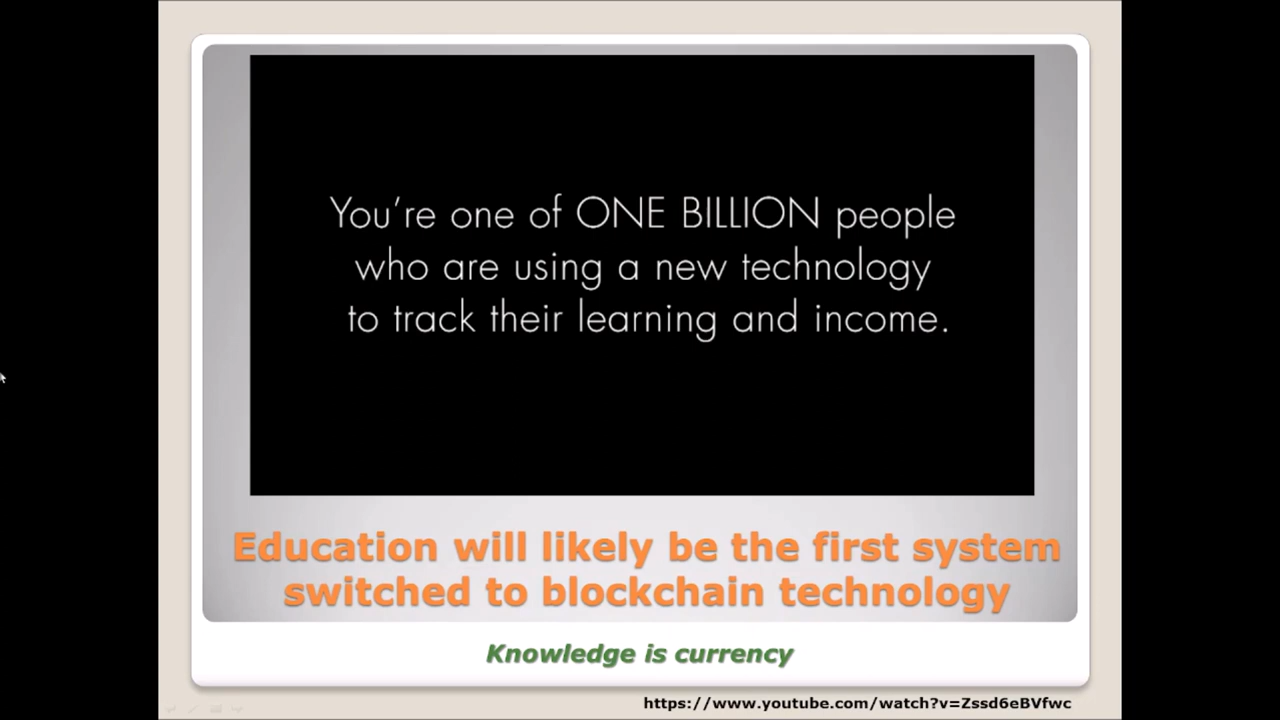 You're one of ONE BILLION people
who are using a new technology
to track their learning and income.
Education will likely be the first system
switched to blockchain technology
Knowledge is currency
https://www.youtube.com/watch?v=Zssd6eBVfwc